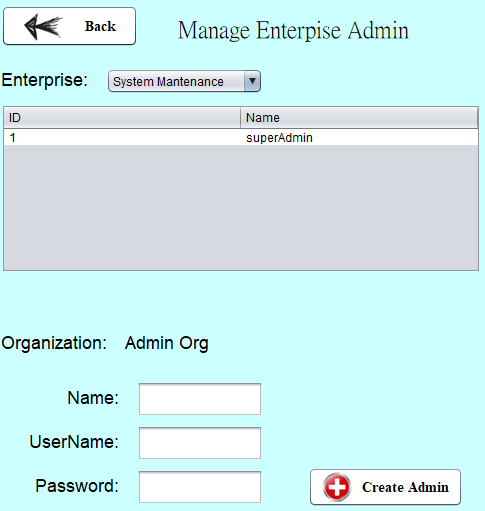 Back
Manage Enterpise Admin
Enterprise: System Mantenance
ID Name
1 superAdmin
Organization: Admin Org
Name:
UserName:
Password:
Create Admin